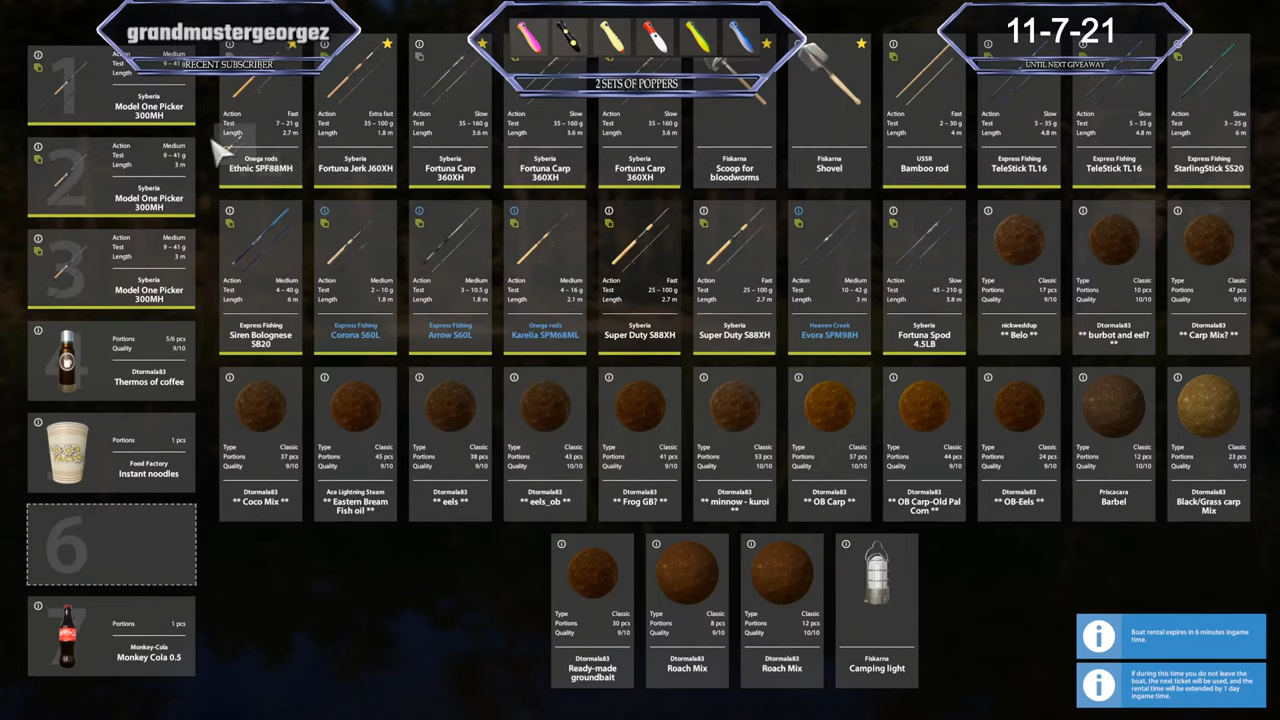 grandmastergeorgez
RECENT SUBSCRIBER
2 SETS OF POPPERS
11-7-21
UNTIL NEXT GIVEAWAY
1
Medium
Test 9 – 41 g
Length 3 m
Syberia
Model One Picker
300MH
2
Action Medium
Test 9 – 41 g
Length 3 m
Syberia
Model One Picker
300MH
3
Action Medium
Test 9 – 41 g
Length 3 m
Syberia
Model One Picker
300MH
4
Portions 5/6 pcs
Quality 9/10
Dtormala83
Thermos of coffee
Portions 1 pcs
Food Factory
Instant noodles
6
7
Portions 1 pcs
Monkey-Cola
Monkey Cola 0.5
Action Fast
Test 7 – 21 g
Length 2.7 m
Onega rods
Ethnic SPF88MH
Action Extra fast
Test 35 – 100 g
Length 1.8 m
Syberia
Fortuna Jerk J60XH
Action Slow
Test 35 – 160 g
Length 3.6 m
Syberia
Fortuna Carp
360XH
Action Slow
Test 35 – 160 g
Length 3.6 m
Syberia
Fortuna Carp
360XH
Action Slow
Test 35 – 160 g
Length 3.6 m
Syberia
Fortuna Carp
360XH
Fiskarna
Scoop for
bloodworms
Fiskarna
Shovel
Action Fast
Test 2 – 30 g
Length 4 m
USSR
Bamboo rod
Action Slow
Test 5 – 35 g
Length 4.8 m
Express Fishing
TeleStick TL16
Action Slow
Test 5 – 35 g
Length 4.8 m
Express Fishing
TeleStick TL16
Action Slow
Test 3 – 25 g
Length 6 m
Express Fishing
StarlingStick SS20
Action Medium
Test 4 – 40 g
Length 6 m
Express Fishing
Siren Bolognese
SB20
Action Medium
Test 2 – 10 g
Length 1.8 m
Express Fishing
Corona S60L
Action Medium
Test 3 – 10.5 g
Length 1.8 m
Express Fishing
Arrow S60L
Action Medium
Test 4 – 16 g
Length 2.1 m
Onega rods
Karelia SPM68ML
Action Fast
Test 25 – 100 g
Length 2.7 m
Syberia
Super Duty S88XH
Action Fast
Test 25 – 100 g
Length 2.7 m
Syberia
Super Duty S88XH
Action Medium
Test 10 – 42 g
Length 3 m
Heaven Creek
Evora SPM98H
Action Slow
Test 45 – 210 g
Length 3.8 m
Syberia
Fortuna Spod
4.5LB
Type Classic
Portions 17 pcs
Quality 9/10
nickweddup
** Belo **
Type Classic
Portions 10 pcs
Quality 10/10
Dtormala83
** burbot and eel?
**
Type Classic
Portions 47 pcs
Quality 9/10
Dtormala83
** Carp Mix?
**
Type Classic
Portions 37 pcs
Quality 9/10
Dtormala83
** Coco Mix **
Type Classic
Portions 45 pcs
Quality 9/10
Ace Lightning Steam
** Eastern Bream
Fish oil **
Type Classic
Portions 38 pcs
Quality 9/10
Dtormala83
** eels **
Type Classic
Portions 43 pcs
Quality 10/10
Dtormala83
** eels_ob **
Type Classic
Portions 41 pcs
Quality 9/10
Dtormala83
** Frog GB? **
Type Classic
Portions 53 pcs
Quality 10/10
Dtormala83
** minnow - kuroi
**
Type Classic
Portions 57 pcs
Quality 10/10
Dtormala83
** OB Carp **
Type Classic
Portions 44 pcs
Quality 9/10
Dtormala83
** OB Carp-Old Pal
Corn **
Type Classic
Portions 24 pcs
Quality 9/10
Dtormala83
** OB-Eels **
Type Classic
Portions 12 pcs
Quality 10/10
Priscacarbel
Barbel
Type Classic
Portions 23 pcs
Quality 9/10
Dtormala83
Black/Grass carp
Mix
Type Classic
Portions 30 pcs
Quality 9/10
Dtormala83
Ready-made
groundbait
Type Classic
Portions 8 pcs
Quality 9/10
Dtormala83
Roach Mix
Type Classic
Portions 12 pcs
Quality 10/10
Dtormala83
Roach Mix
Fiskarna
Camping light
Boat rental expires in 6 minutes ingame
time.
If during this time you do not leave the
boat, the next ticket will be used, and the
rental time will be extended by 1 day
ingame time.